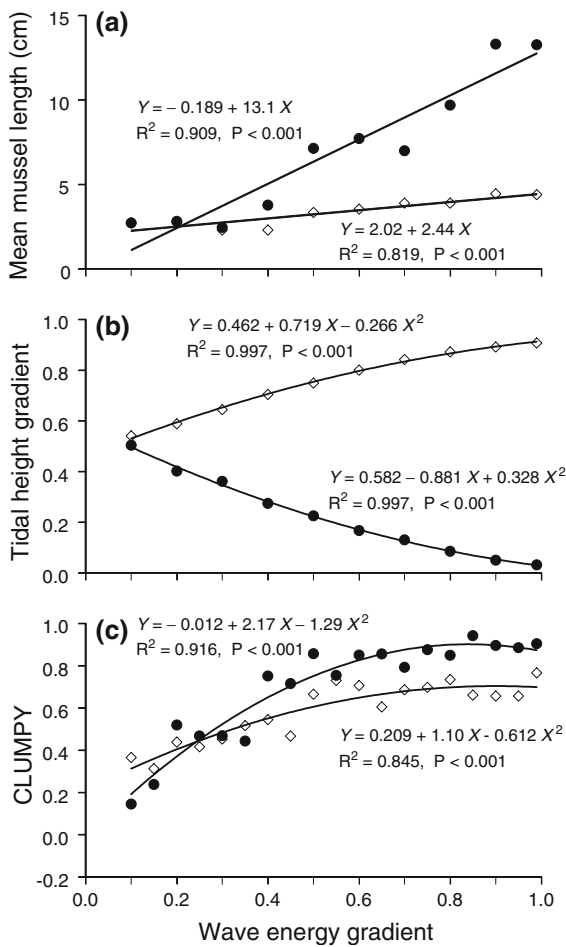 (a)
Mean mussel length (cm)
15
10
5
0
Y = – 0.189 + 13.1 X
R² = 0.909, P < 0.001
Y = 2.02 + 2.44 X
R² = 0.819, P < 0.001
(b)
Tidal height gradient
1.0
0.8
0.6
0.4
0.2
0.0
Y = 0.462 + 0.719 X – 0.266 X²
R² = 0.997, P < 0.001
Y = 0.582 – 0.881 X + 0.328 X²
R² = 0.997, P < 0.001
(c)
CLUMPY
1.0
0.8
0.6
0.4
0.2
0.0
-0.2
Y = – 0.012 + 2.17 X – 1.29 X²
R² = 0.916, P < 0.001
Y = 0.209 + 1.10 X - 0.612 X²
R² = 0.845, P < 0.001
0.0 0.2 0.4 0.6 0.8 1.0
Wave energy gradient